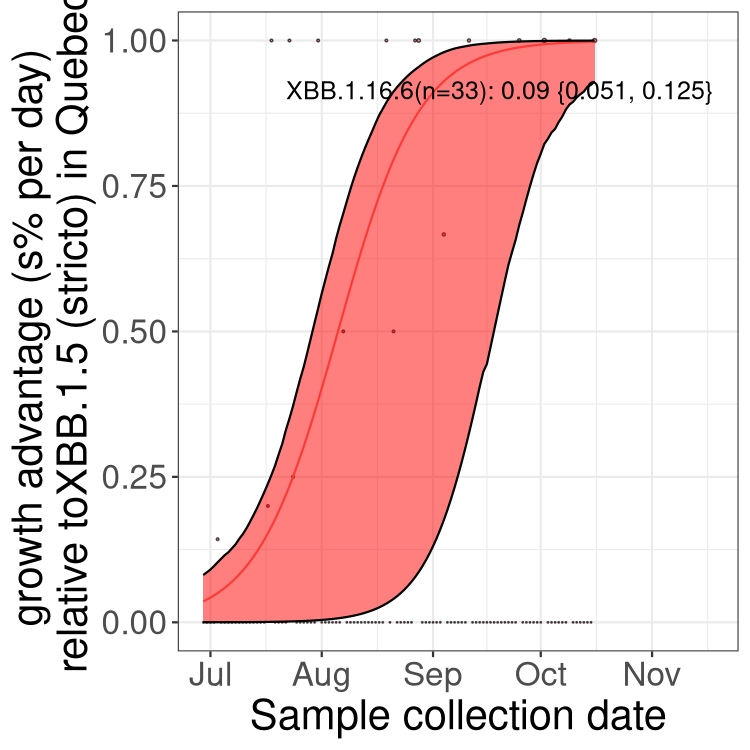 growth advantage (s% per day)
relative toXBB.1.5 (stricto) in Quebec
1.00
0.75
0.50
0.25
0.00
XBB.1.16.6(n=33): 0.09 {0.051, 0.125}
Jul Aug Sep Oct Nov
Sample collection date